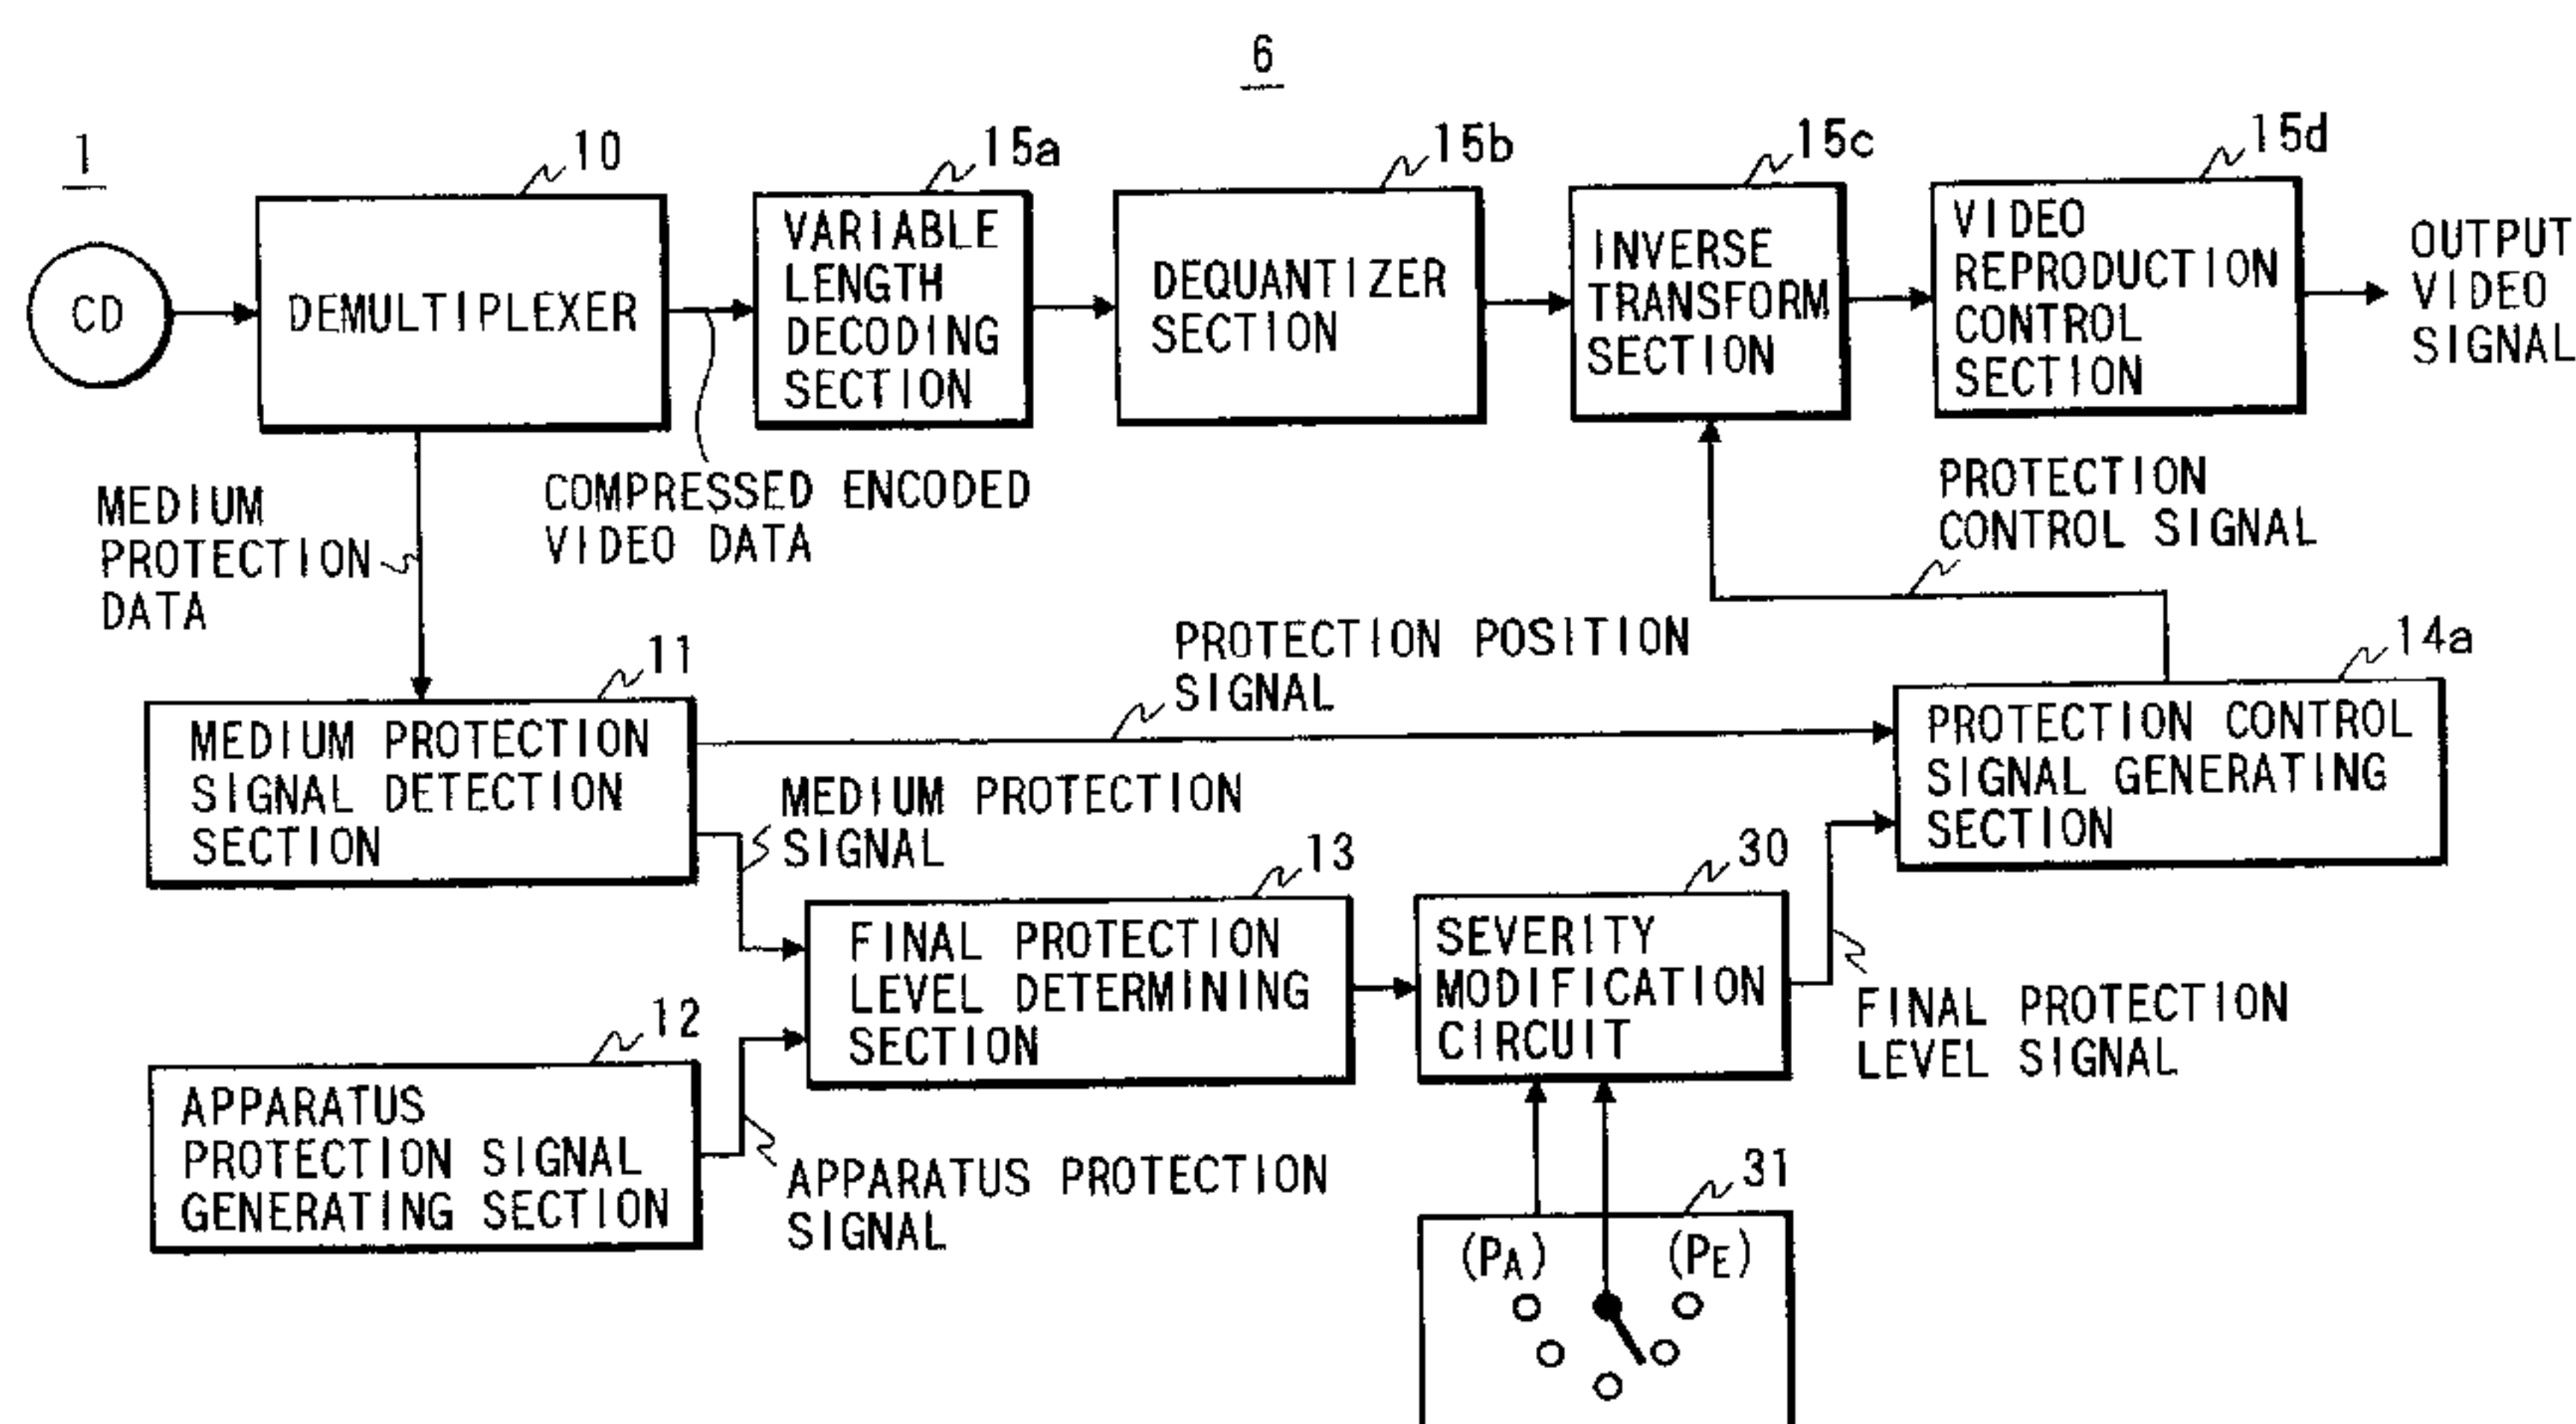 6
1
10
15a
15b
15c
15d
CD
DEMULTIPLEXER
VARIABLE
LENGTH
DECODING
SECTION
DEQUANTIZER
SECTION
INVERSE
TRANSFORM
SECTION
VIDEO
REPRODUCTION
CONTROL
SECTION
OUTPUT
VIDEO
SIGNAL
MEDIUM
PROTECTION
DATA
COMPRESSED ENCODED
VIDEO DATA
PROTECTION
CONTROL SIGNAL
PROTECTION POSITION
SIGNAL
11
14a
MEDIUM PROTECTION
SIGNAL DETECTION
SECTION
PROTECTION CONTROL
SIGNAL GENERATING
SECTION
MEDIUM PROTECTION
SIGNAL
13
30
FINAL PROTECTION
LEVEL DETERMINING
SECTION
SEVERITY
MODIFICATION
CIRCUIT
FINAL PROTECTION
LEVEL SIGNAL
12
APPARATUS
PROTECTION SIGNAL
GENERATING SECTION
APPARATUS PROTECTION
SIGNAL
31
(PA) (PE)